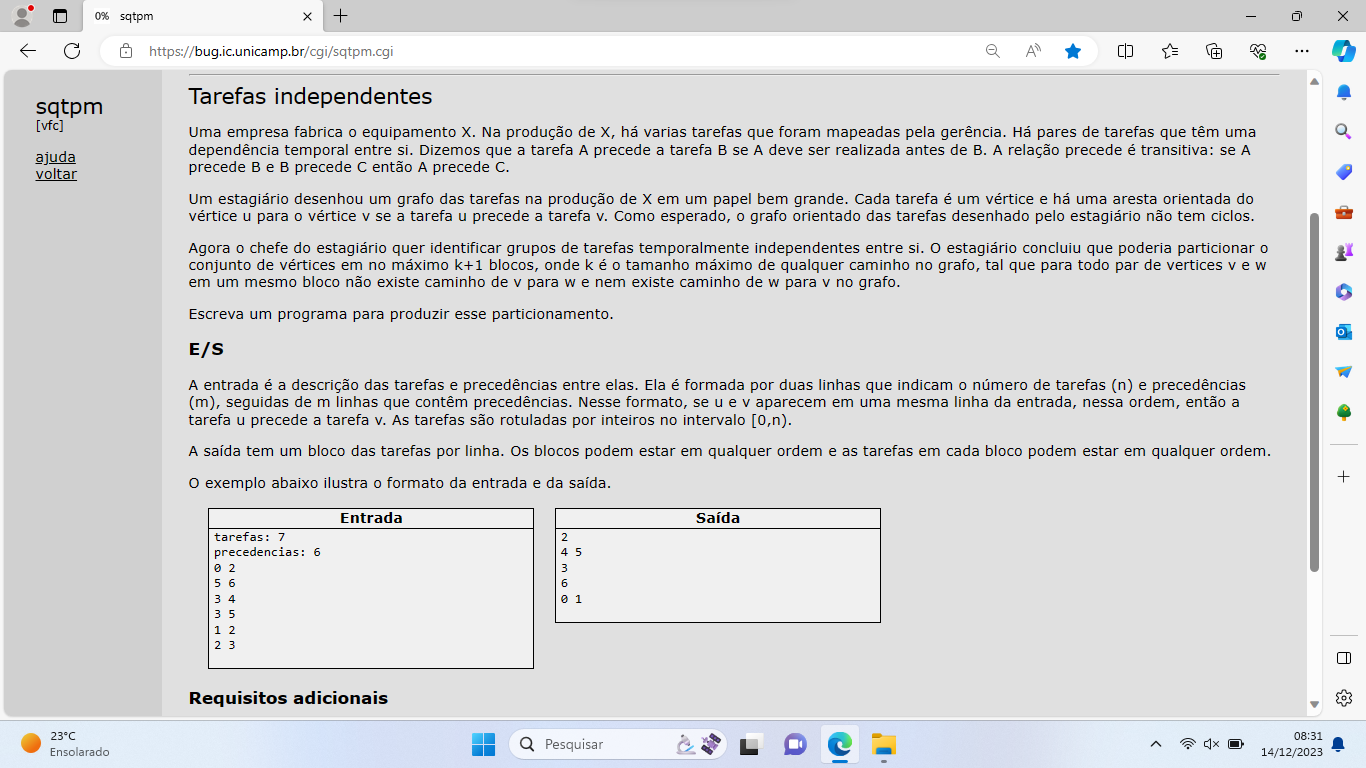 0% sqtpm
https://bug.ic.unicamp.br/cgi/sqtpm.cgi
sqtpm
[vfc]
ajuda
voltar
Tarefas independentes
Uma empresa fabrica o equipamento X. Na produção de X, há varias tarefas que foram mapeadas pela gerência. Há pares de tarefas que têm uma
dependência temporal entre si. Dizemos que a tarefa A precede a tarefa B se A deve ser realizada antes de B. A relação precede é transitiva: se A
precede B e B precede C então A precede C.
Um estagiário desenhou um grafo das tarefas na produção de X em um papel bem grande. Cada tarefa é um vértice e há uma aresta orientada do
vértice u para o vértice v se a tarefa u precede a tarefa v. Como esperado, o grafo orientado das tarefas desenhado pelo estagiário não tem ciclos.
Agora o chefe do estagiário quer identificar grupos de tarefas temporalmente independentes entre si. O estagiário concluiu que poderia particionar o
conjunto de vértices em no máximo k+1 blocos, onde k é o tamanho máximo de qualquer caminho no grafo, tal que para todo par de vertices v e w
em um mesmo bloco não existe caminho de v para w e nem existe caminho de w para v no grafo.
Escreva um programa para produzir esse particionamento.
E/S
A entrada é a descrição das tarefas e precedências entre elas. Ela é formada por duas linhas que indicam o número de tarefas (n) e precedências
(m), seguidas de m linhas que contêm precedências. Nesse formato, se u e v aparecem em uma mesma linha da entrada, nessa ordem, então a
tarefa u precede a tarefa v. As tarefas são rotuladas por inteiros no intervalo [0,n).
A saída tem um bloco das tarefas por linha. Os blocos podem estar em qualquer ordem e as tarefas em cada bloco podem estar em qualquer ordem.
O exemplo abaixo ilustra o formato da entrada e da saída.
Entrada
tarefas: 7
precedencias: 6
0 2
5 6
3 4
3 5
1 2
2 3
Saída
2
4 5
3
6
0 1
Requisitos adicionais
23°C
Ensolarado
Pesquisar
08:31
14/12/2023